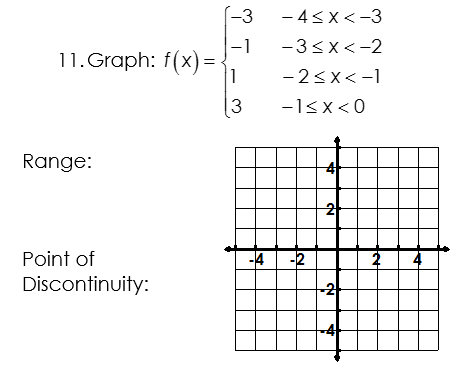 -3 - 4 ≤ x < -3
-1 - 3 ≤ x < -2
11. Graph: f(x) =
1 - 2 ≤ x < -1
3 -1 ≤ x < 0
Range:
4
2
-4 -2 2 4
Point of
Discontinuity:
-2
-4